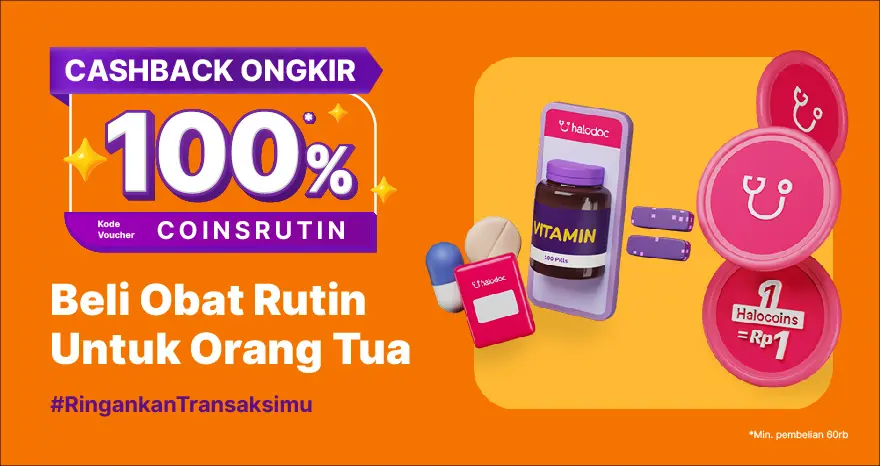 CASHBACK ONGKIR
100%*
Kode
Voucher
COINSRUTIN
Beli Obat Rutin
Untuk Orang Tua
#RingankanTransaksimu
halodoc
VITAMIN
100 Pills
halodoc
1
Halocoins
=Rp1
*Min. pembelian 60rb